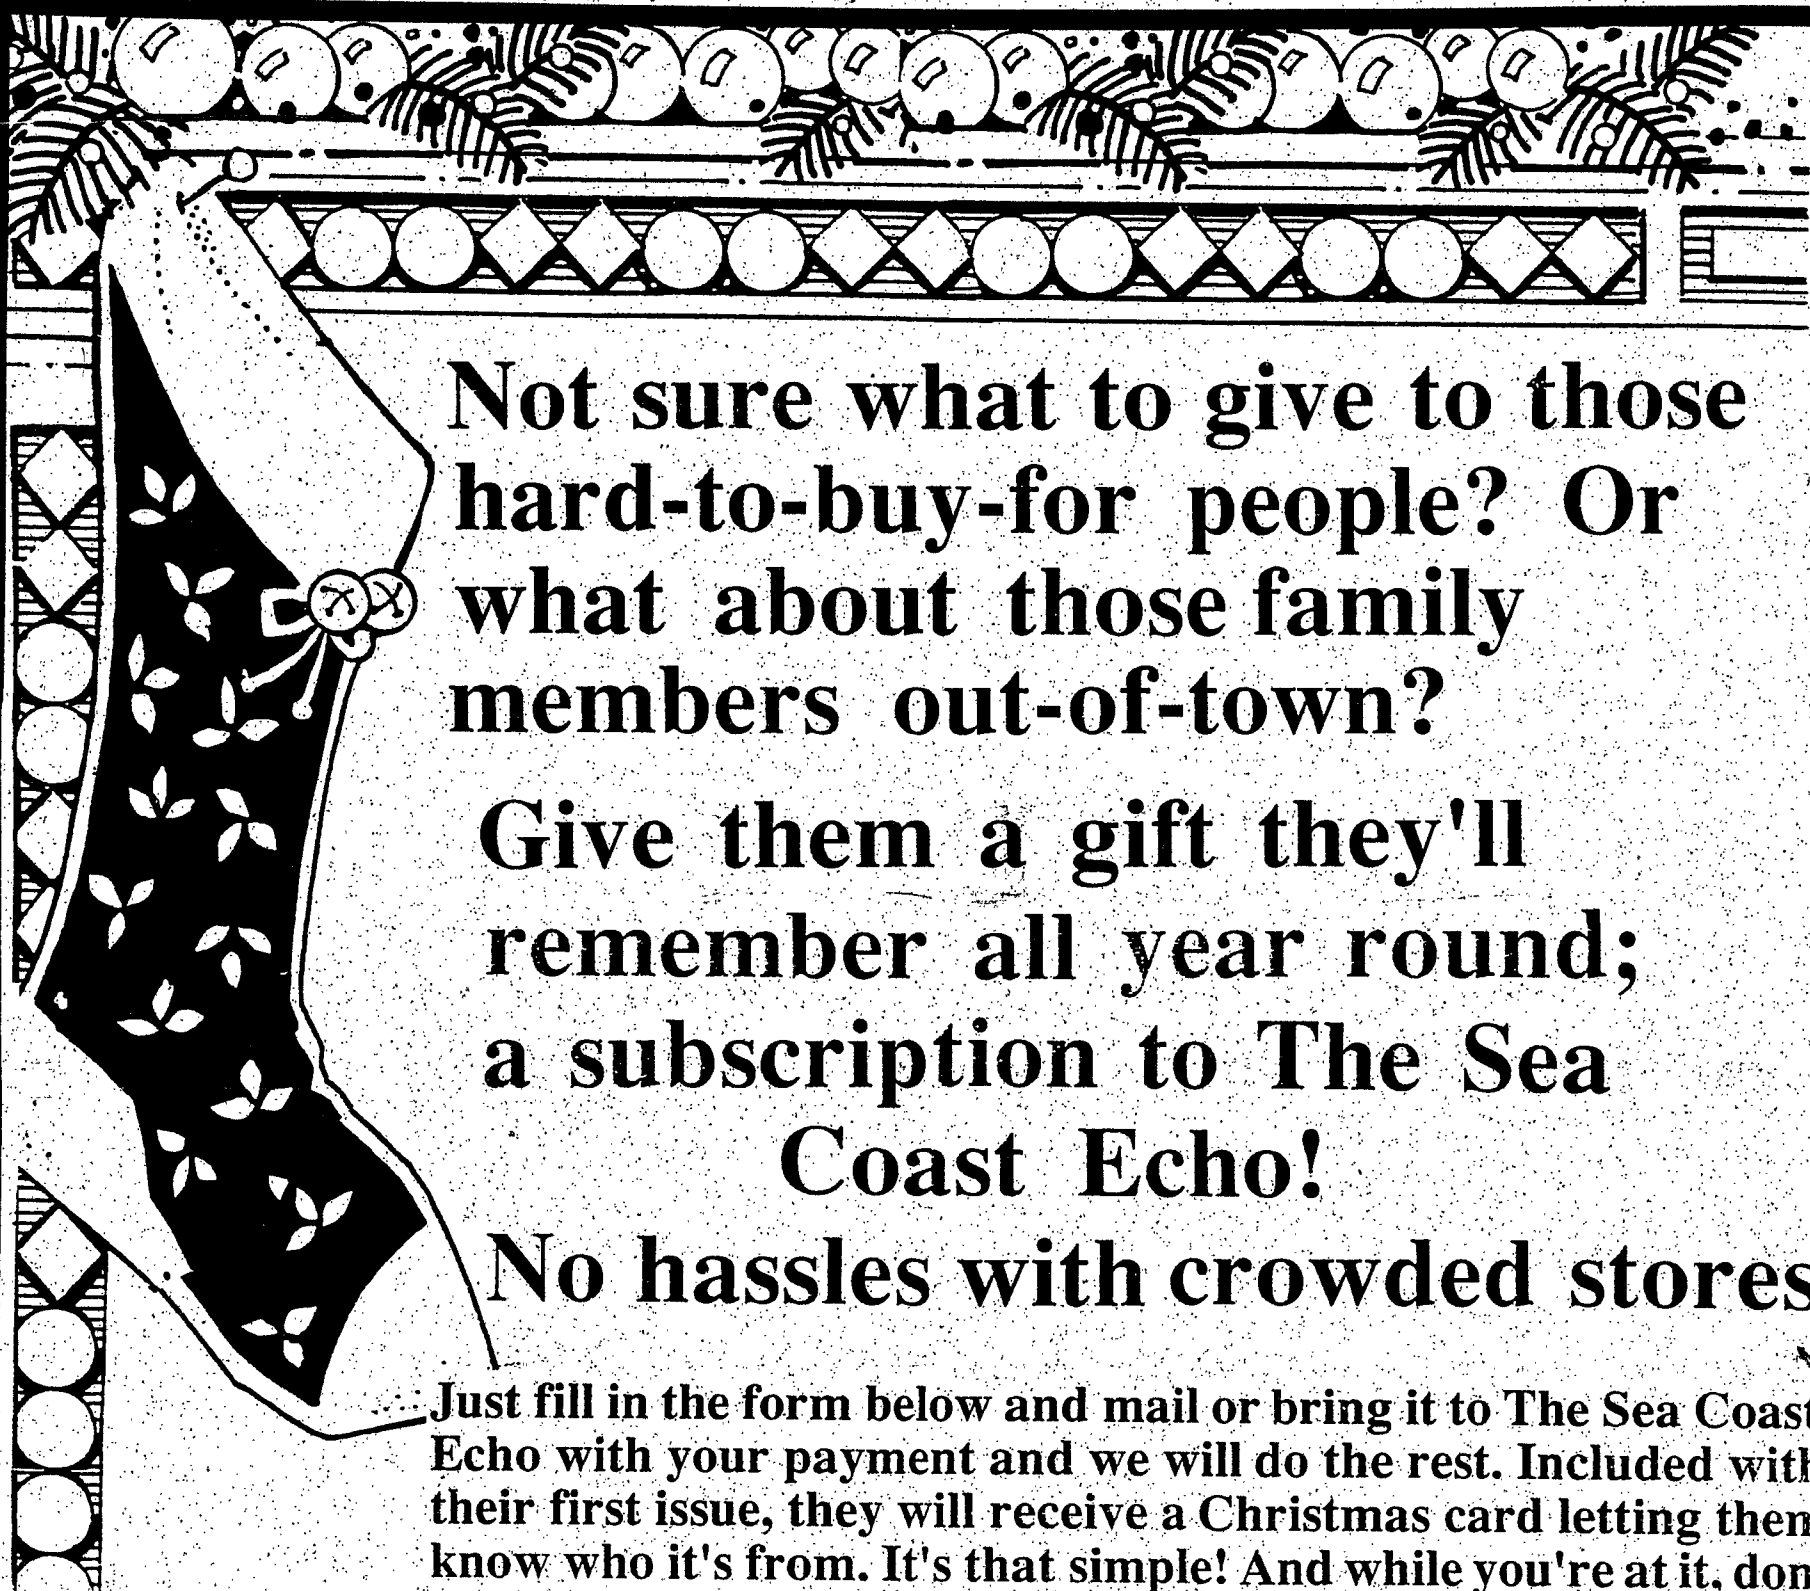 Not sure what to give to those
hard-to-buy-for people? Or
what about those family
members out-of-town?
Give them a gift they'll
remember all year round;
a subscription to The Sea
Coast Echo!
No hassles with crowded stores
Just fill in the form below and mail or bring it to The Sea Coast
Echo with your payment and we will do the rest. Included with
their first issue, they will receive a Christmas card letting them
know who it's from. It's that simple! And while you're at it, don